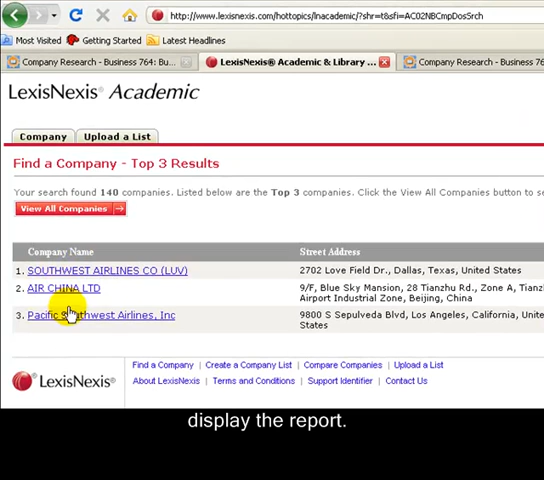 http://www.lexisnexis.com/hottopics/lnacademic/?shr=t&sfi=AC02NBCmpDosSrch
Most Visited Getting Started Latest Headlines
Company Research - Business 764: Bu... LexisNexis® Academic & Library ... Company Research - Business 76
LexisNexis® Academic
Company Upload a List
Find a Company - Top 3 Results
Your search found 140 companies. Listed below are the Top 3 companies. Click the View All Companies button to se
View All Companies
Company Name Street Address
1. SOUTHWEST AIRLINES CO (LUV) 2702 Love Field Dr., Dallas, Texas, United States
2. AIR CHINA LTD 9/F, Blue Sky Mansion, 28 Tianzhu Rd., Zone A, Tianz
Airport Industrial Zone, Beijing, China
3. Pacific Southwest Airlines, Inc 9800 S Sepulveda Blvd, Los Angeles, California, Unite
States
Find a Company | Create a Company List | Compare Companies | Upload a List
LexisNexis® About LexisNexis | Terms and Conditions | Support Identifier | Contact Us
display the report.